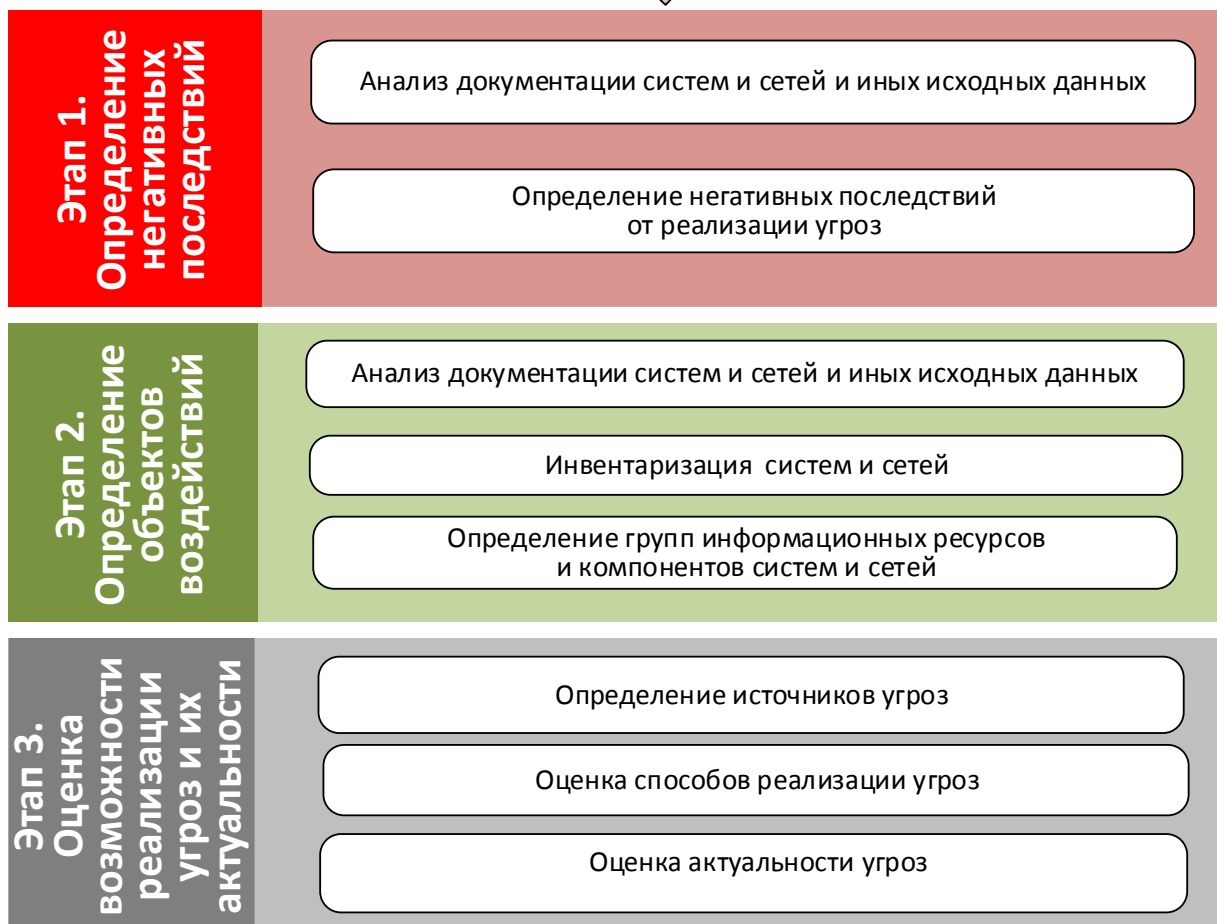 Этап 1.
Определение
негативных
последствий
Анализ документации систем и сетей и иных исходных данных
Определение негативных последствий
от реализации угроз
Этап 2.
Определение
объектов
воздействий
Анализ документации систем и сетей и иных исходных данных
Инвентаризация систем и сетей
Определение групп информационных ресурсов
и компонентов систем и сетей
Этап 3.
Оценка
возможности
реализации
угроз и их
актуальности
Определение источников угроз
Оценка способов реализации угроз
Оценка актуальности угроз